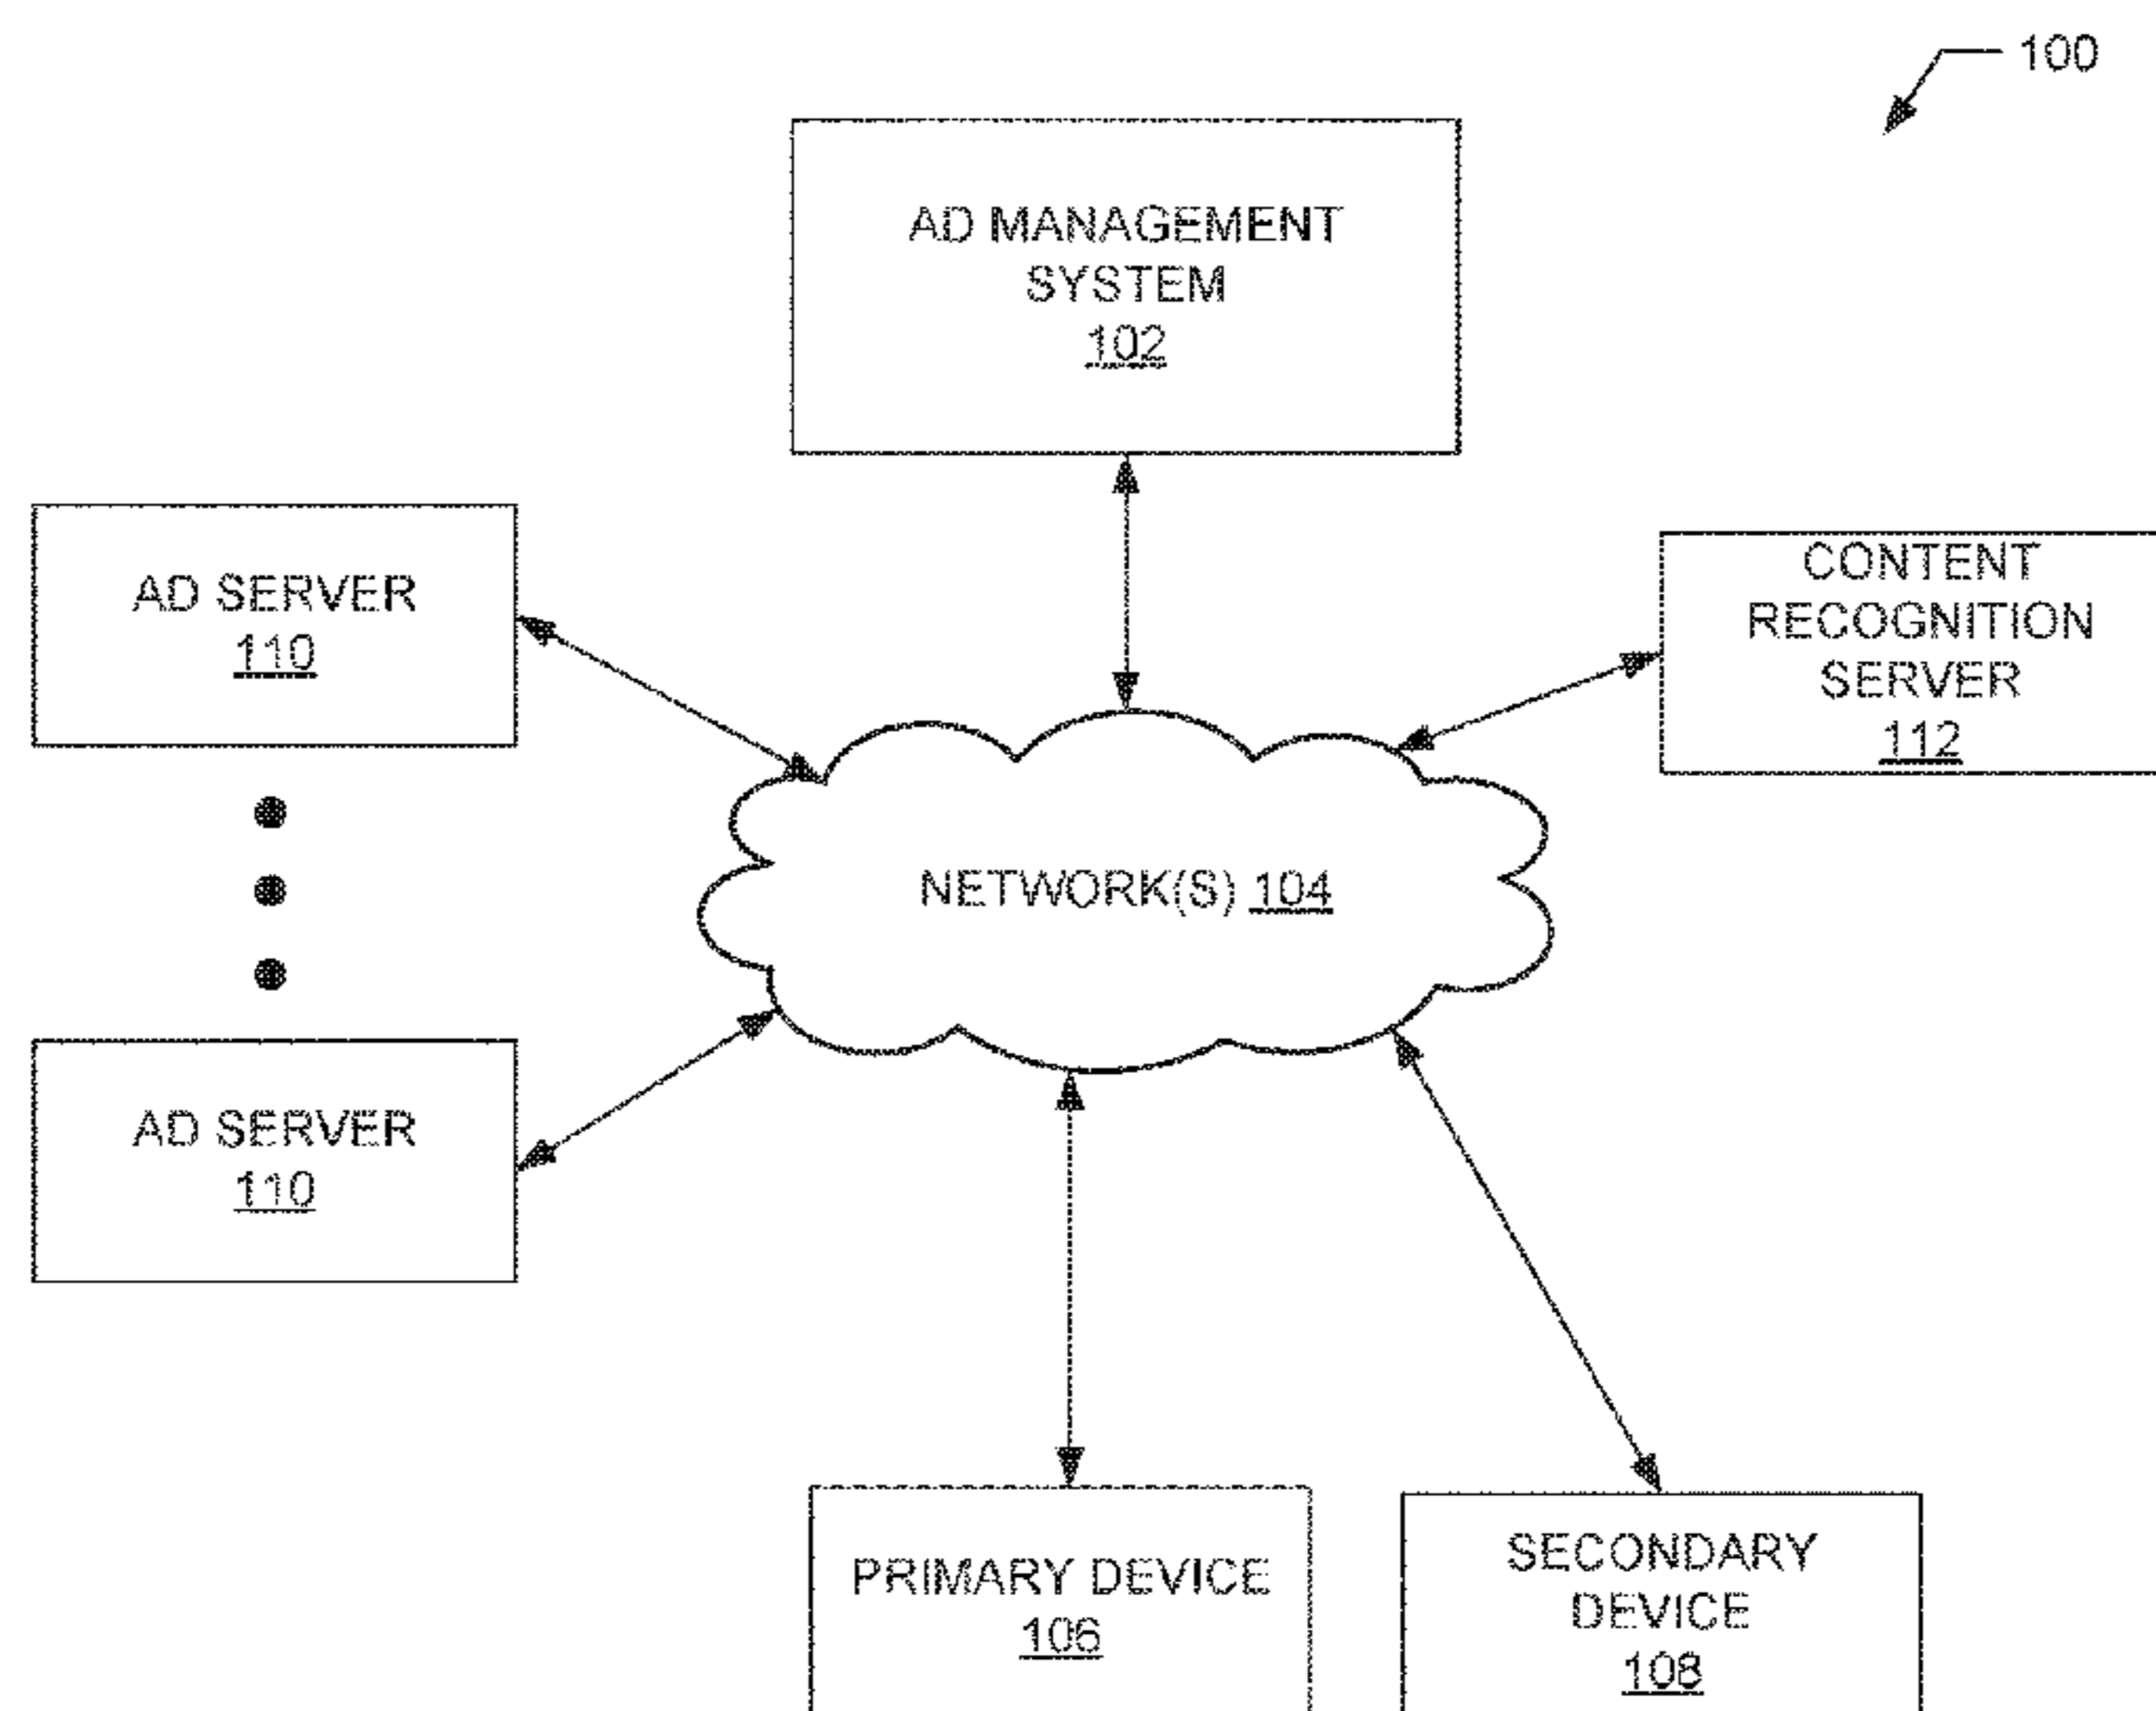 100
AD MANAGEMENT
SYSTEM
102
AD SERVER
110
CONTENT
RECOGNITION
SERVER
112
NETWORK(S) 104
AD SERVER
110
PRIMARY DEVICE
106
SECONDARY
DEVICE
108